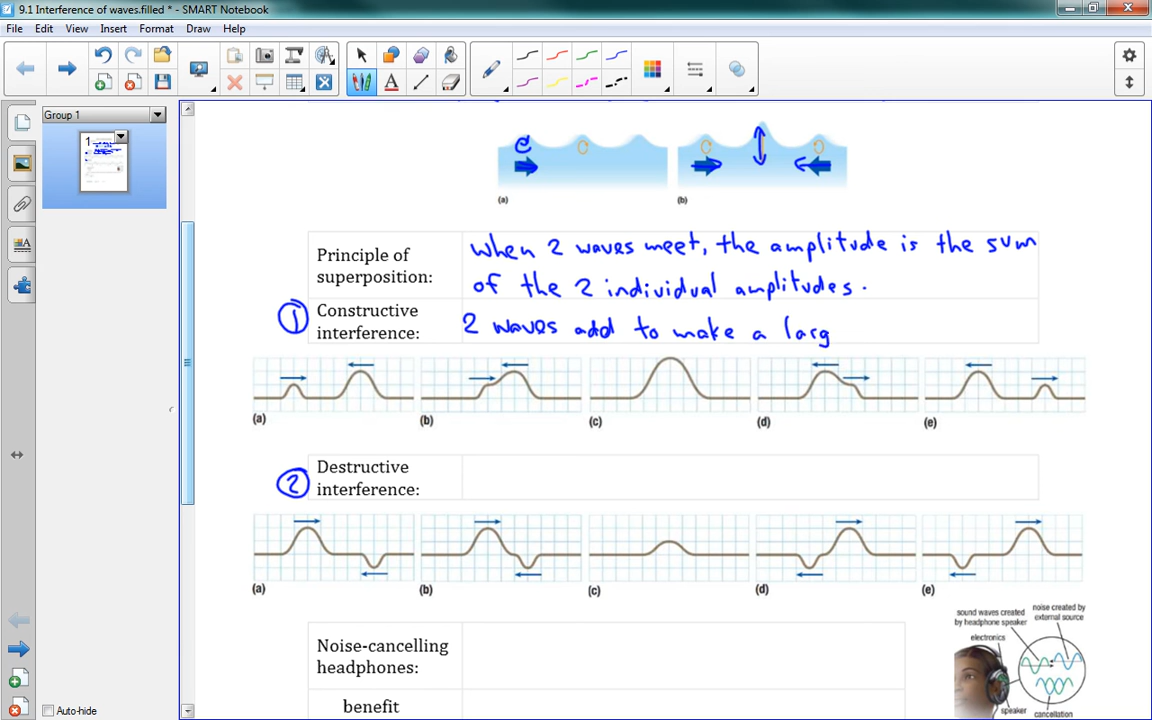 9.1 Interference of waves.filled * - SMART Notebook
File Edit View Insert Format Draw Help
Group 1
1
(a) (b)
Principle of superposition:
When 2 waves meet, the amplitude is the sum
of the 2 individual amplitudes.
1 Constructive interference:
2 waves add to make a larg
(a) (b) (c) (d) (e)
2 Destructive interference:
(a) (b) (c) (d) (e)
Noise-cancelling headphones:
benefit
sound waves created by headphone speaker
noise created by external source
electronics
speaker
cancellation
Auto-hide